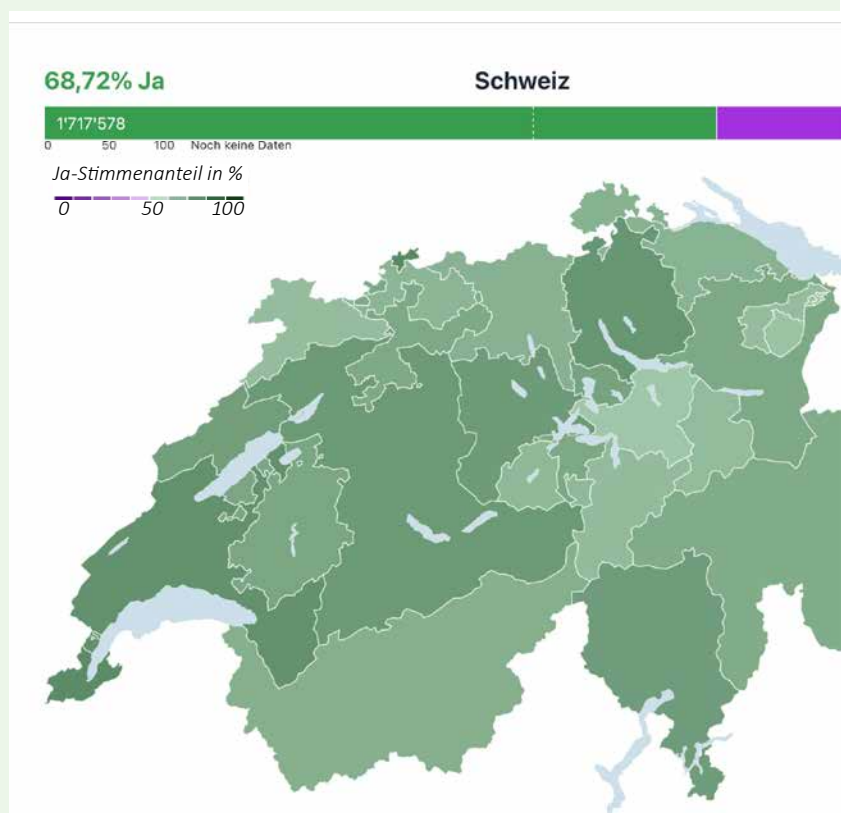 68,72% Ja
Schweiz
1'717'578
0 50 100 Noch keine Daten
Ja-Stimmenanteil in %
0 50 100